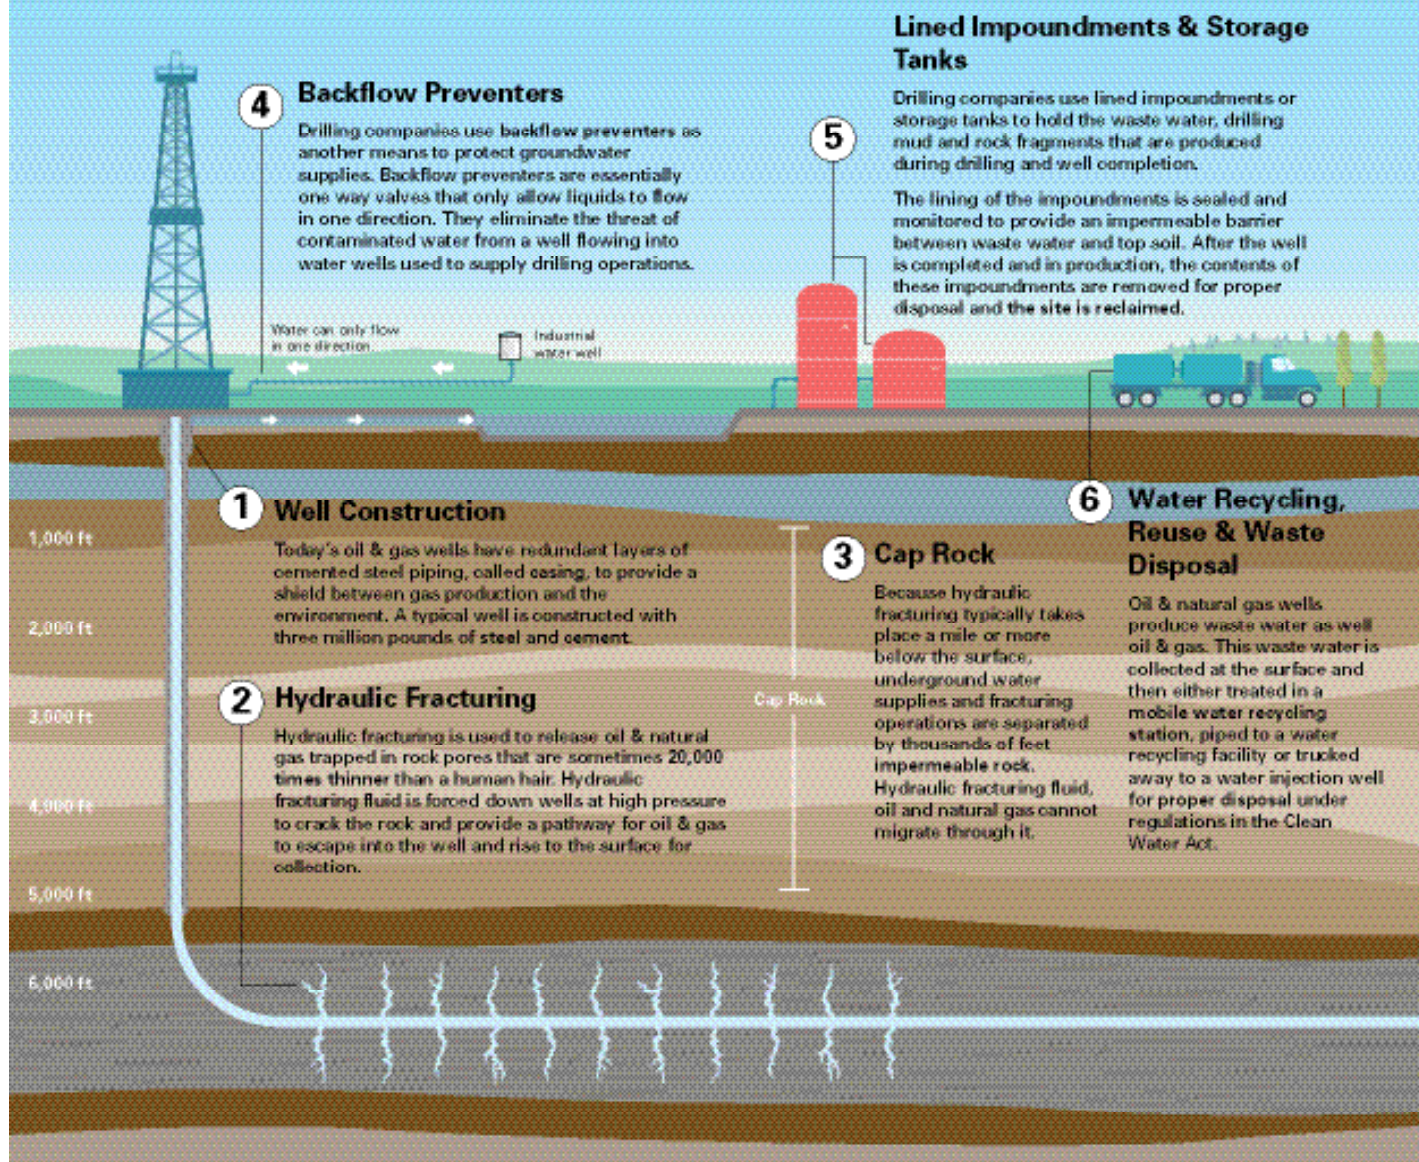 Lined Impoundments & Storage
Tanks
Drilling companies use lined impoundments or
storage tanks to hold the waste water, drilling
mud and rock fragments that are produced
during drilling and well completion.
The lining of the impoundments is sealed and
monitored to provide an impermeable barrier
between waste water and top soil. After the well
is completed and in production, the contents of
these impoundments are removed for proper
disposal and the site is reclaimed.
5
4
Backflow Preventers
Drilling companies use backflow preventers as
another means to protect groundwater
supplies. Backflow preventers are essentially
one way valves that only allow liquids to flow
in one direction. They eliminate the threat of
contaminated water from a well flowing into
water wells used to supply drilling operations.
Water can only flow
in one direction
Industrial
water well
1
Well Construction
Today's oil & gas wells have redundant layers of
cemented steel piping, called casing, to provide a
shield between gas production and the
environment. A typical well is constructed with
three million pounds of steel and cement.
2
Hydraulic Fracturing
Hydraulic fracturing is used to release oil & natural
gas trapped in rock pores that are sometimes 20,000
times thinner than a human hair. Hydraulic
fracturing fluid is forced down wells at high pressure
to crack the rock and provide a pathway for oil & gas
to escape into the well and rise to the surface for
collection.
Cap Rock
3
Cap Rock
Because hydraulic
fracturing typically takes
place a mile or more
below the surface,
underground water
supplies and fracturing
operations are separated
by thousands of feet
impermeable rock.
Hydraulic fracturing fluid,
oil and natural gas cannot
migrate through it.
6
Water Recycling,
Reuse & Waste
Disposal
Oil & natural gas wells
produce waste water as well
oil & gas. This waste water is
collected at the surface and
then either treated in a
mobile water recycling
station, piped to a water
recycling facility or trucked
away to a water injection well
for proper disposal under
regulations in the Clean
Water Act.
1,000 ft
2,000 ft
3,000 ft
4,000 ft
5,000 ft
6,000 ft